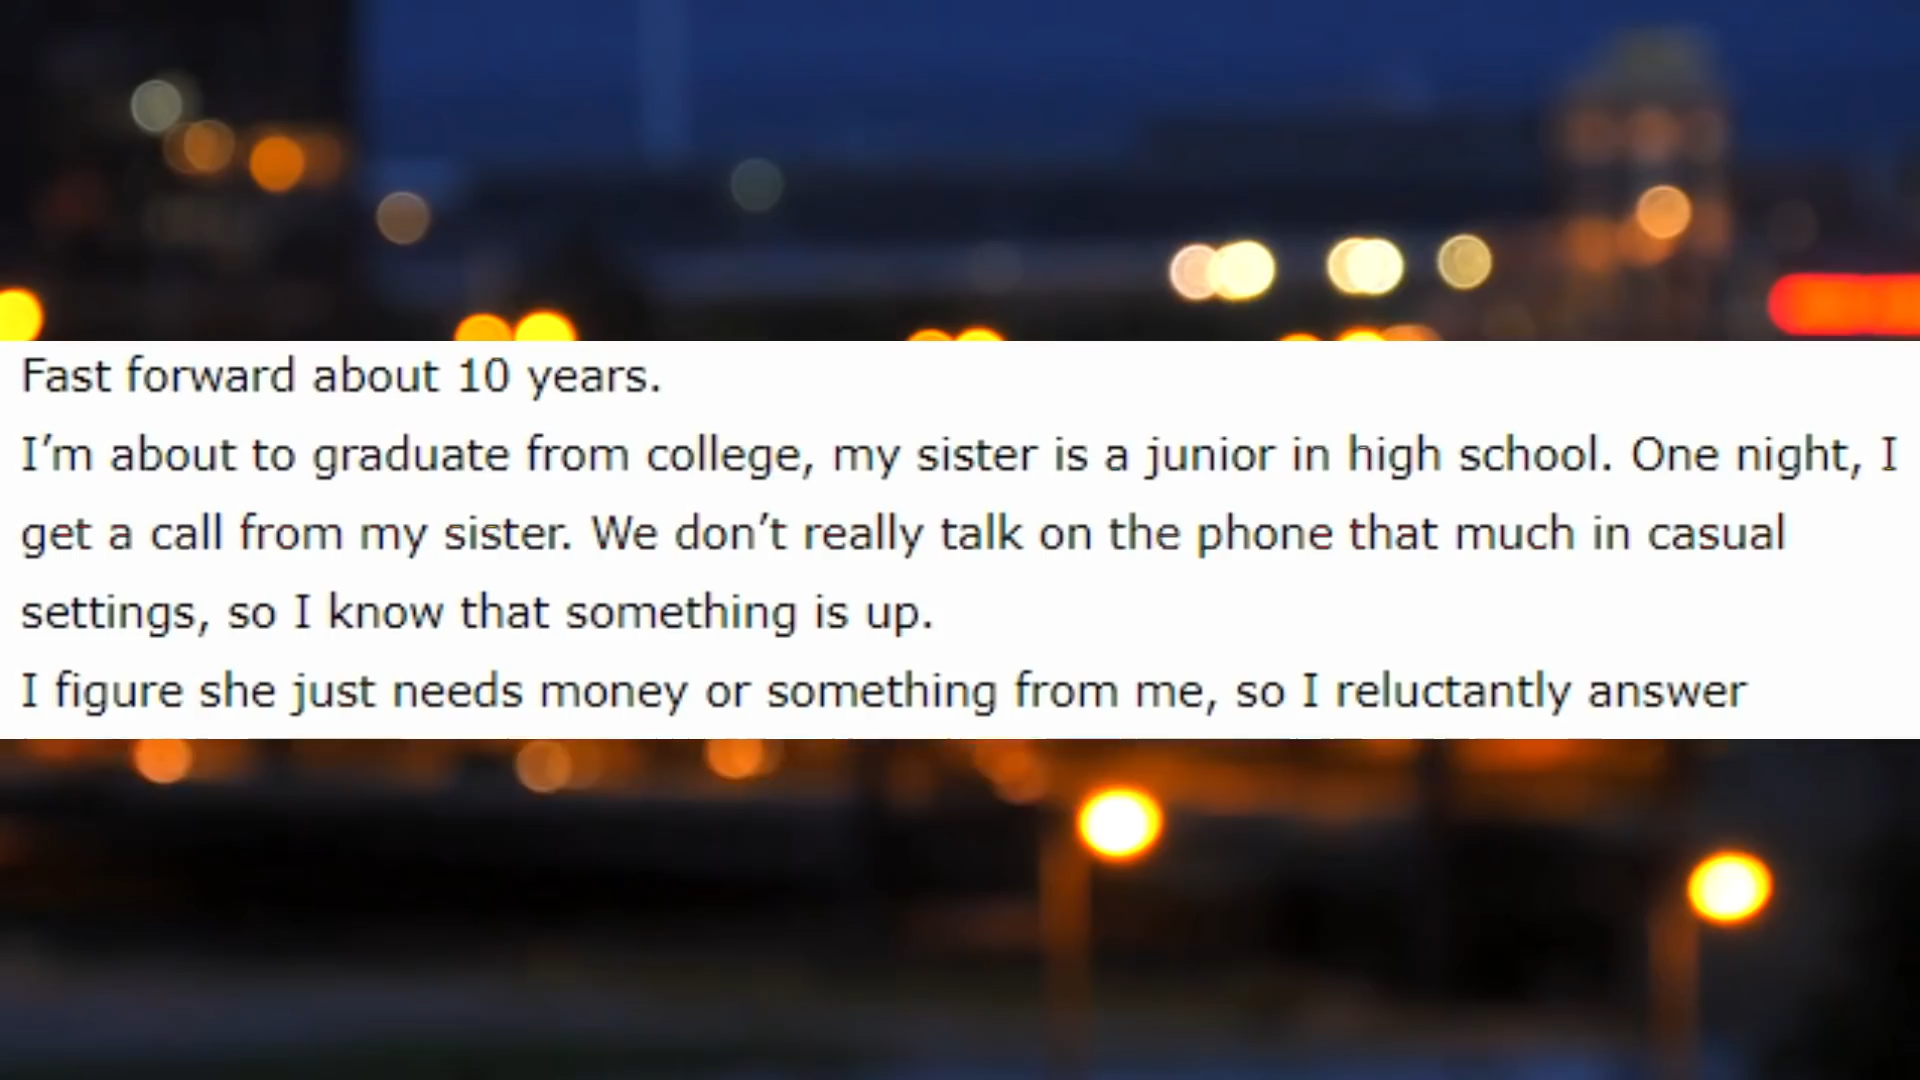 Fast forward about 10 years.
I’m about to graduate from college, my sister is a junior in high school. One night, I
get a call from my sister. We don’t really talk on the phone that much in casual
settings, so I know that something is up.
I figure she just needs money or something from me, so I reluctantly answer